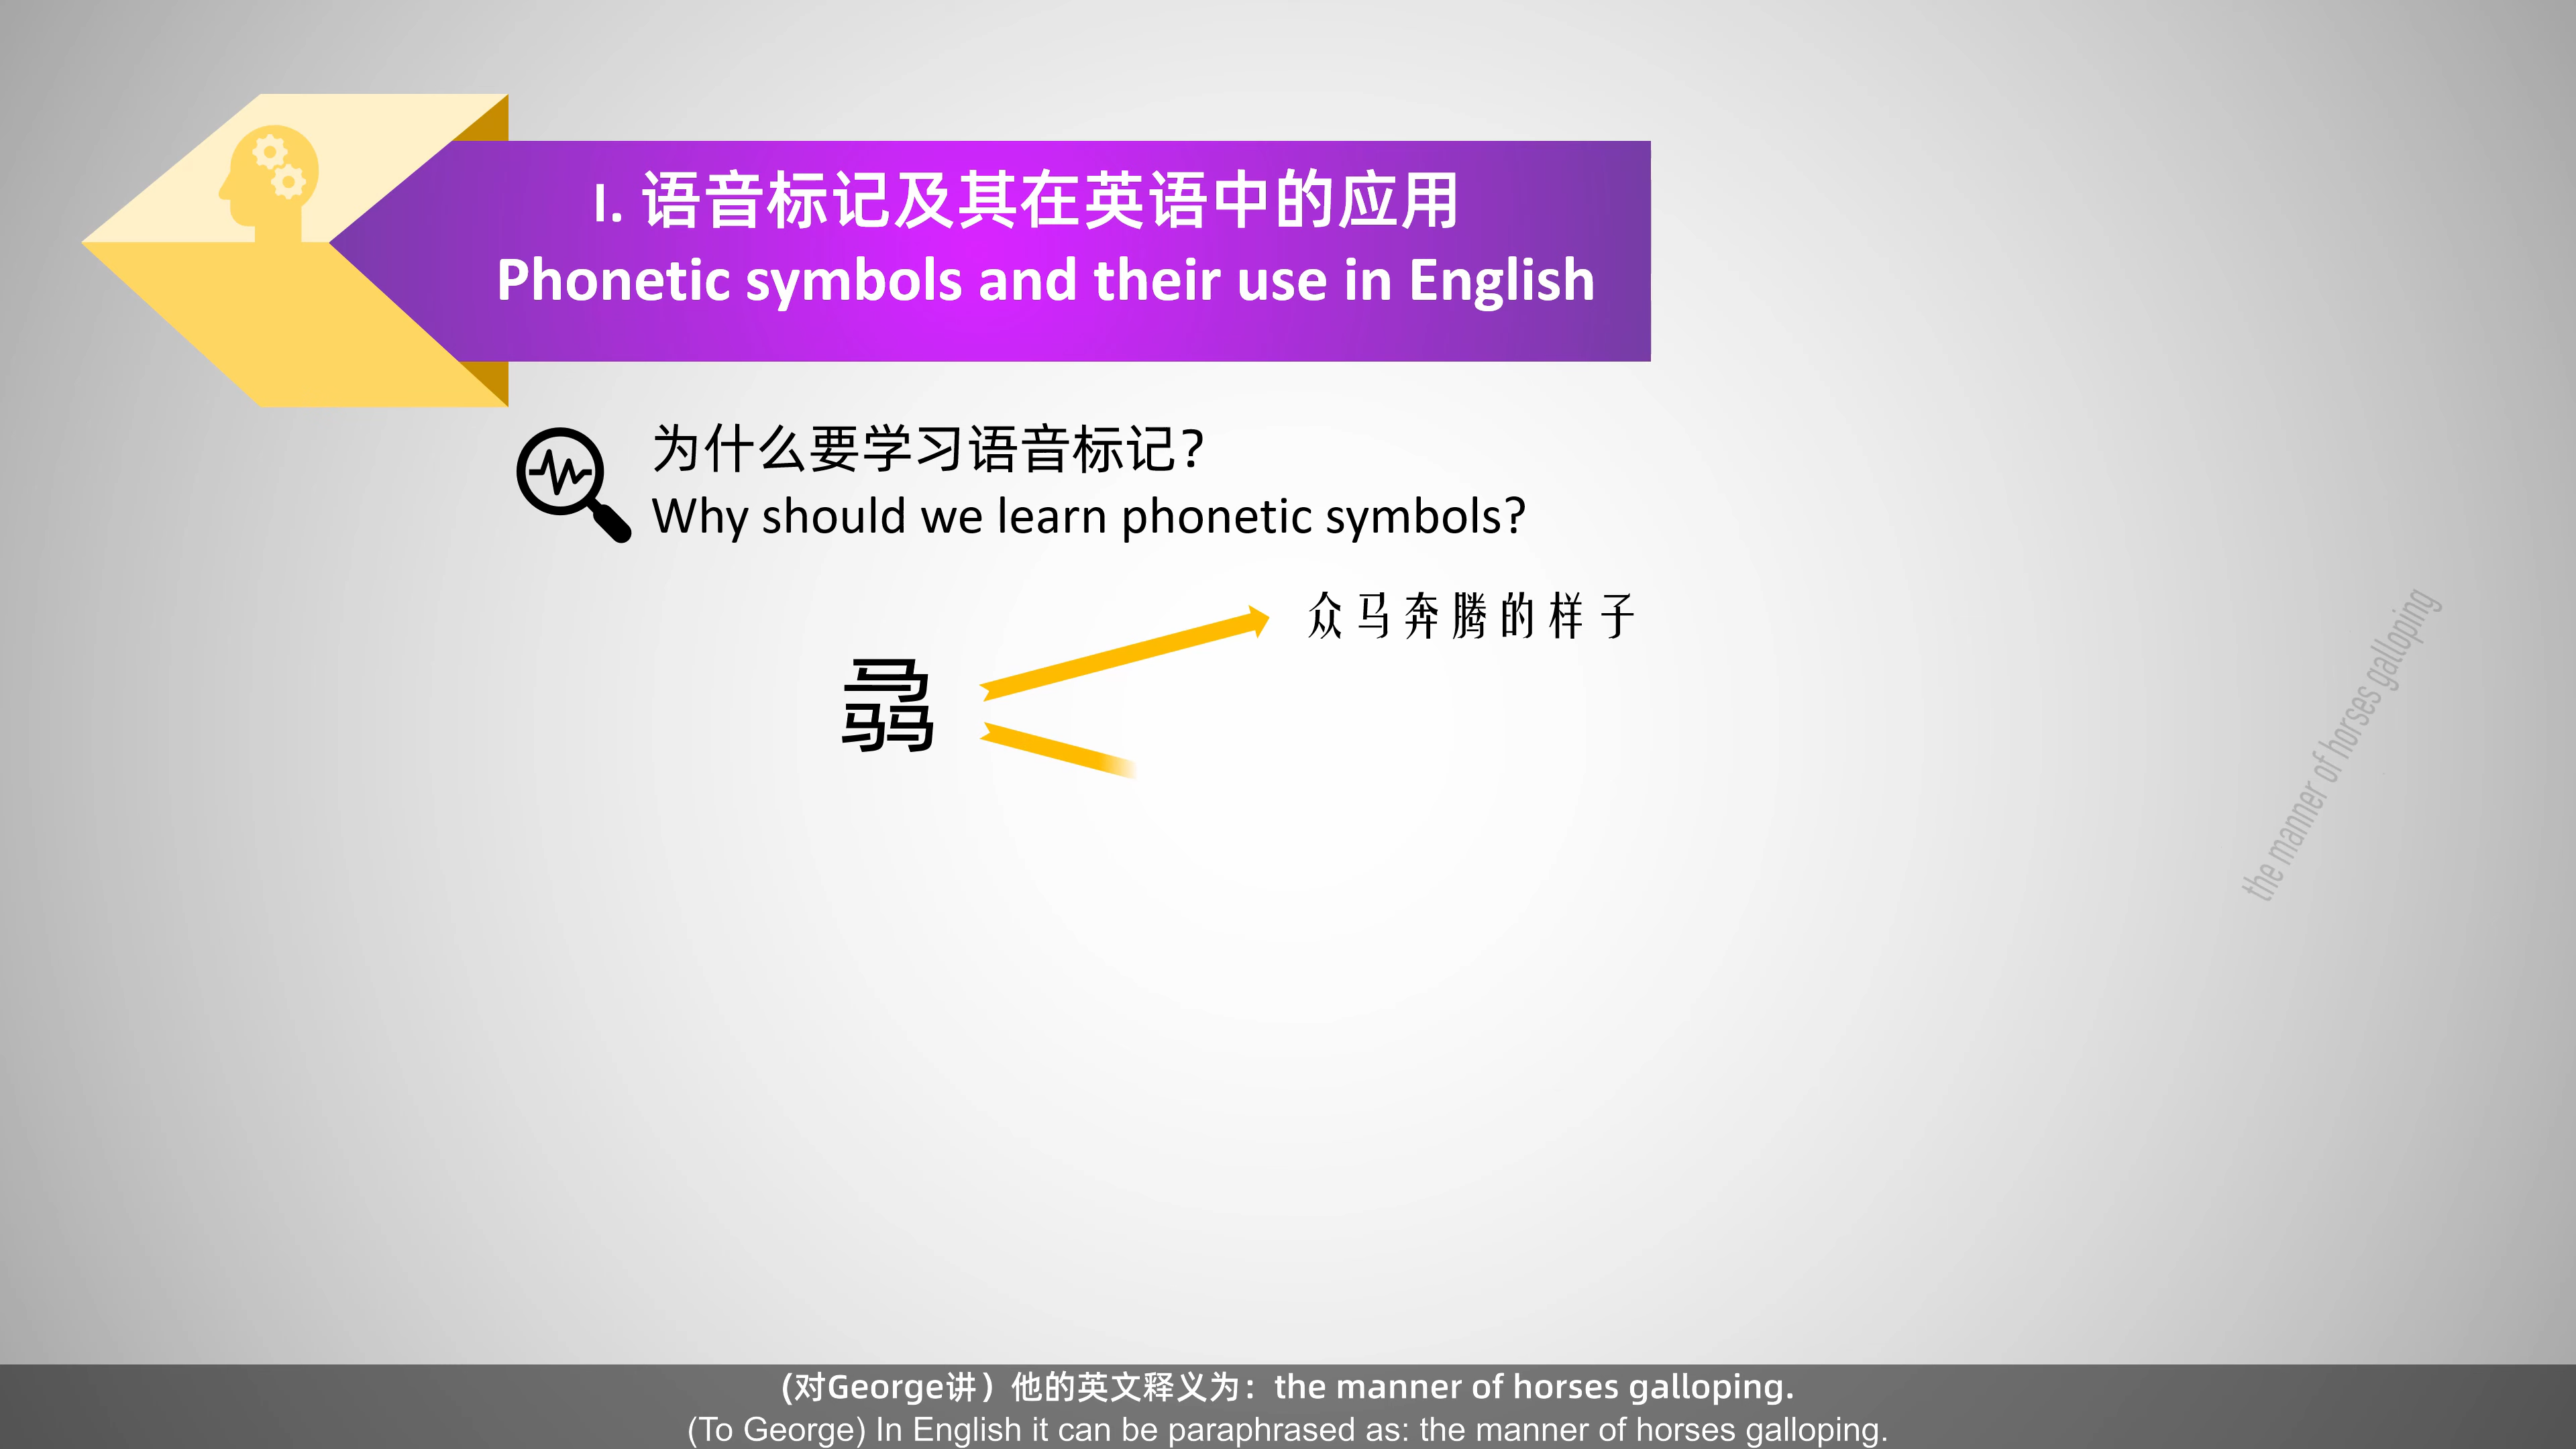 I. 语音标记及其在英语中的应用
Phonetic symbols and their use in English
为什么要学习语音标记?
Why should we learn phonetic symbols?
众马奔腾的样子
骉
the manner of horses galloping
(对George讲) 他的英文释义为: the manner of horses galloping.
(To George) In English it can be paraphrased as: the manner of horses galloping.